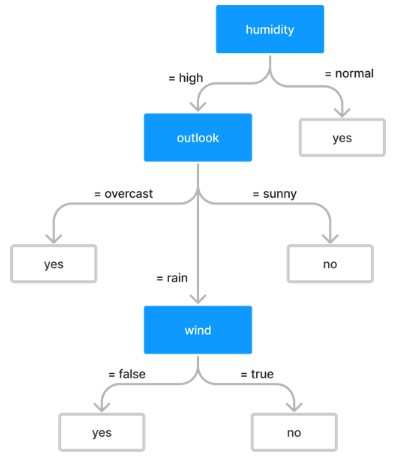 humidity
= high
= normal
outlook
yes
= overcast
= sunny
yes
no
= rain
wind
= false
= true
yes
no